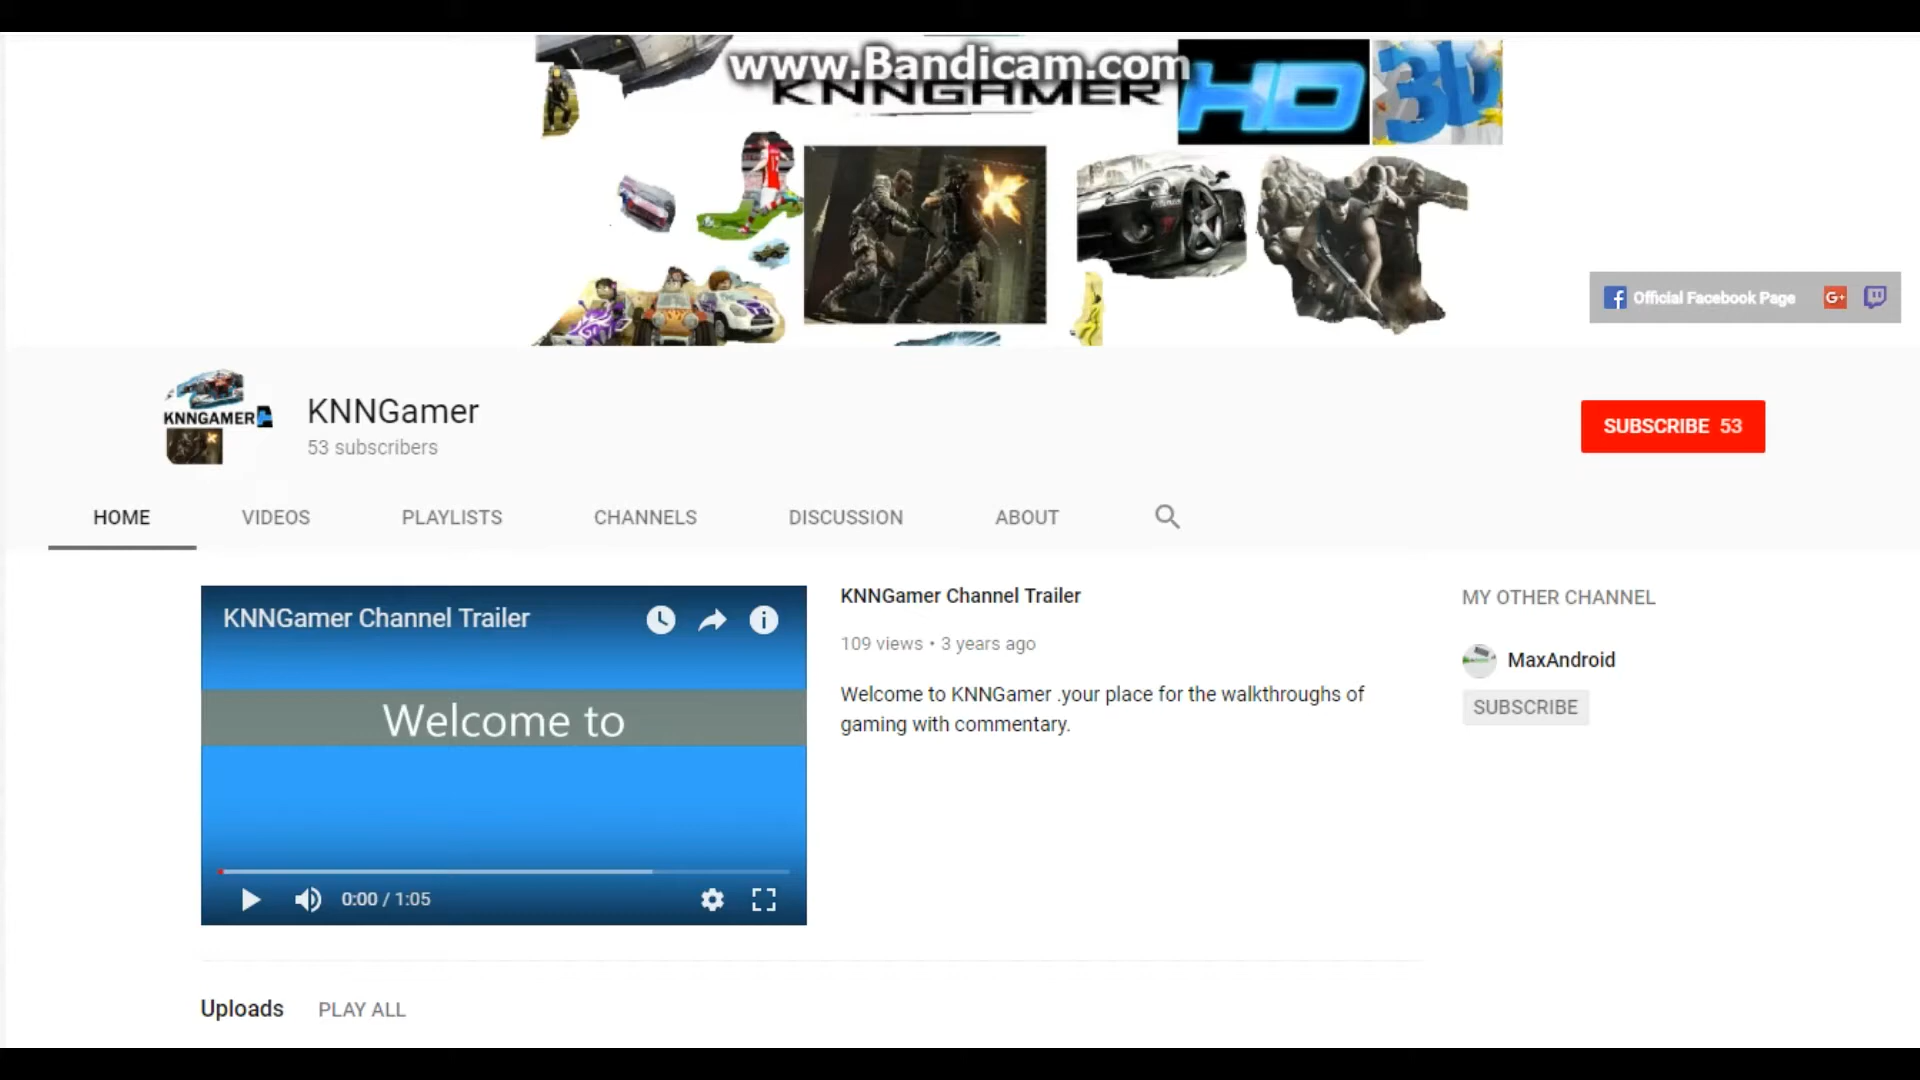 www.Bandicam.com
KNNGAMER
HD
3D
Official Facebook Page
G+
KNNGAMER
KNNGamer
53 subscribers
SUBSCRIBE 53
HOME VIDEOS PLAYLISTS CHANNELS DISCUSSION ABOUT
KNNGamer Channel Trailer
Welcome to
0:00 / 1:05
KNNGamer Channel Trailer
109 views • 3 years ago
Welcome to KNNGamer .your place for the walkthroughs of
gaming with commentary.
MY OTHER CHANNEL
MaxAndroid
SUBSCRIBE
Uploads PLAY ALL